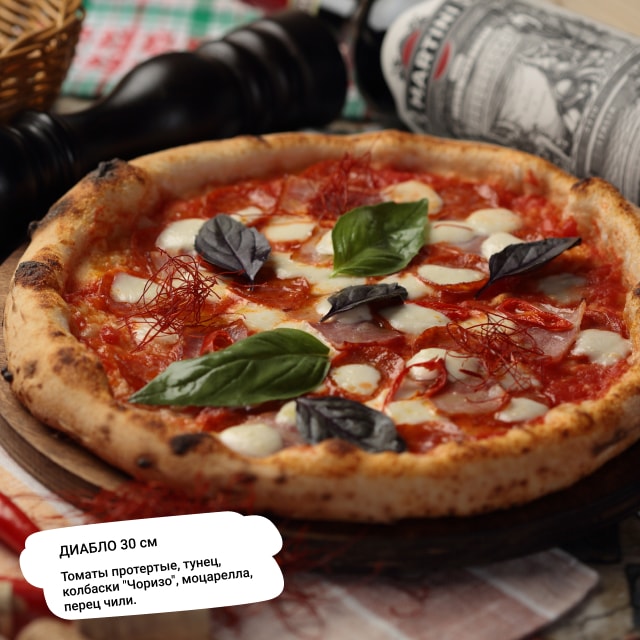 MARTINI
ДИАБЛО 30 см
Томаты протертые, тунец,
колбаски "Чоризо", моцарелла,
перец чили.